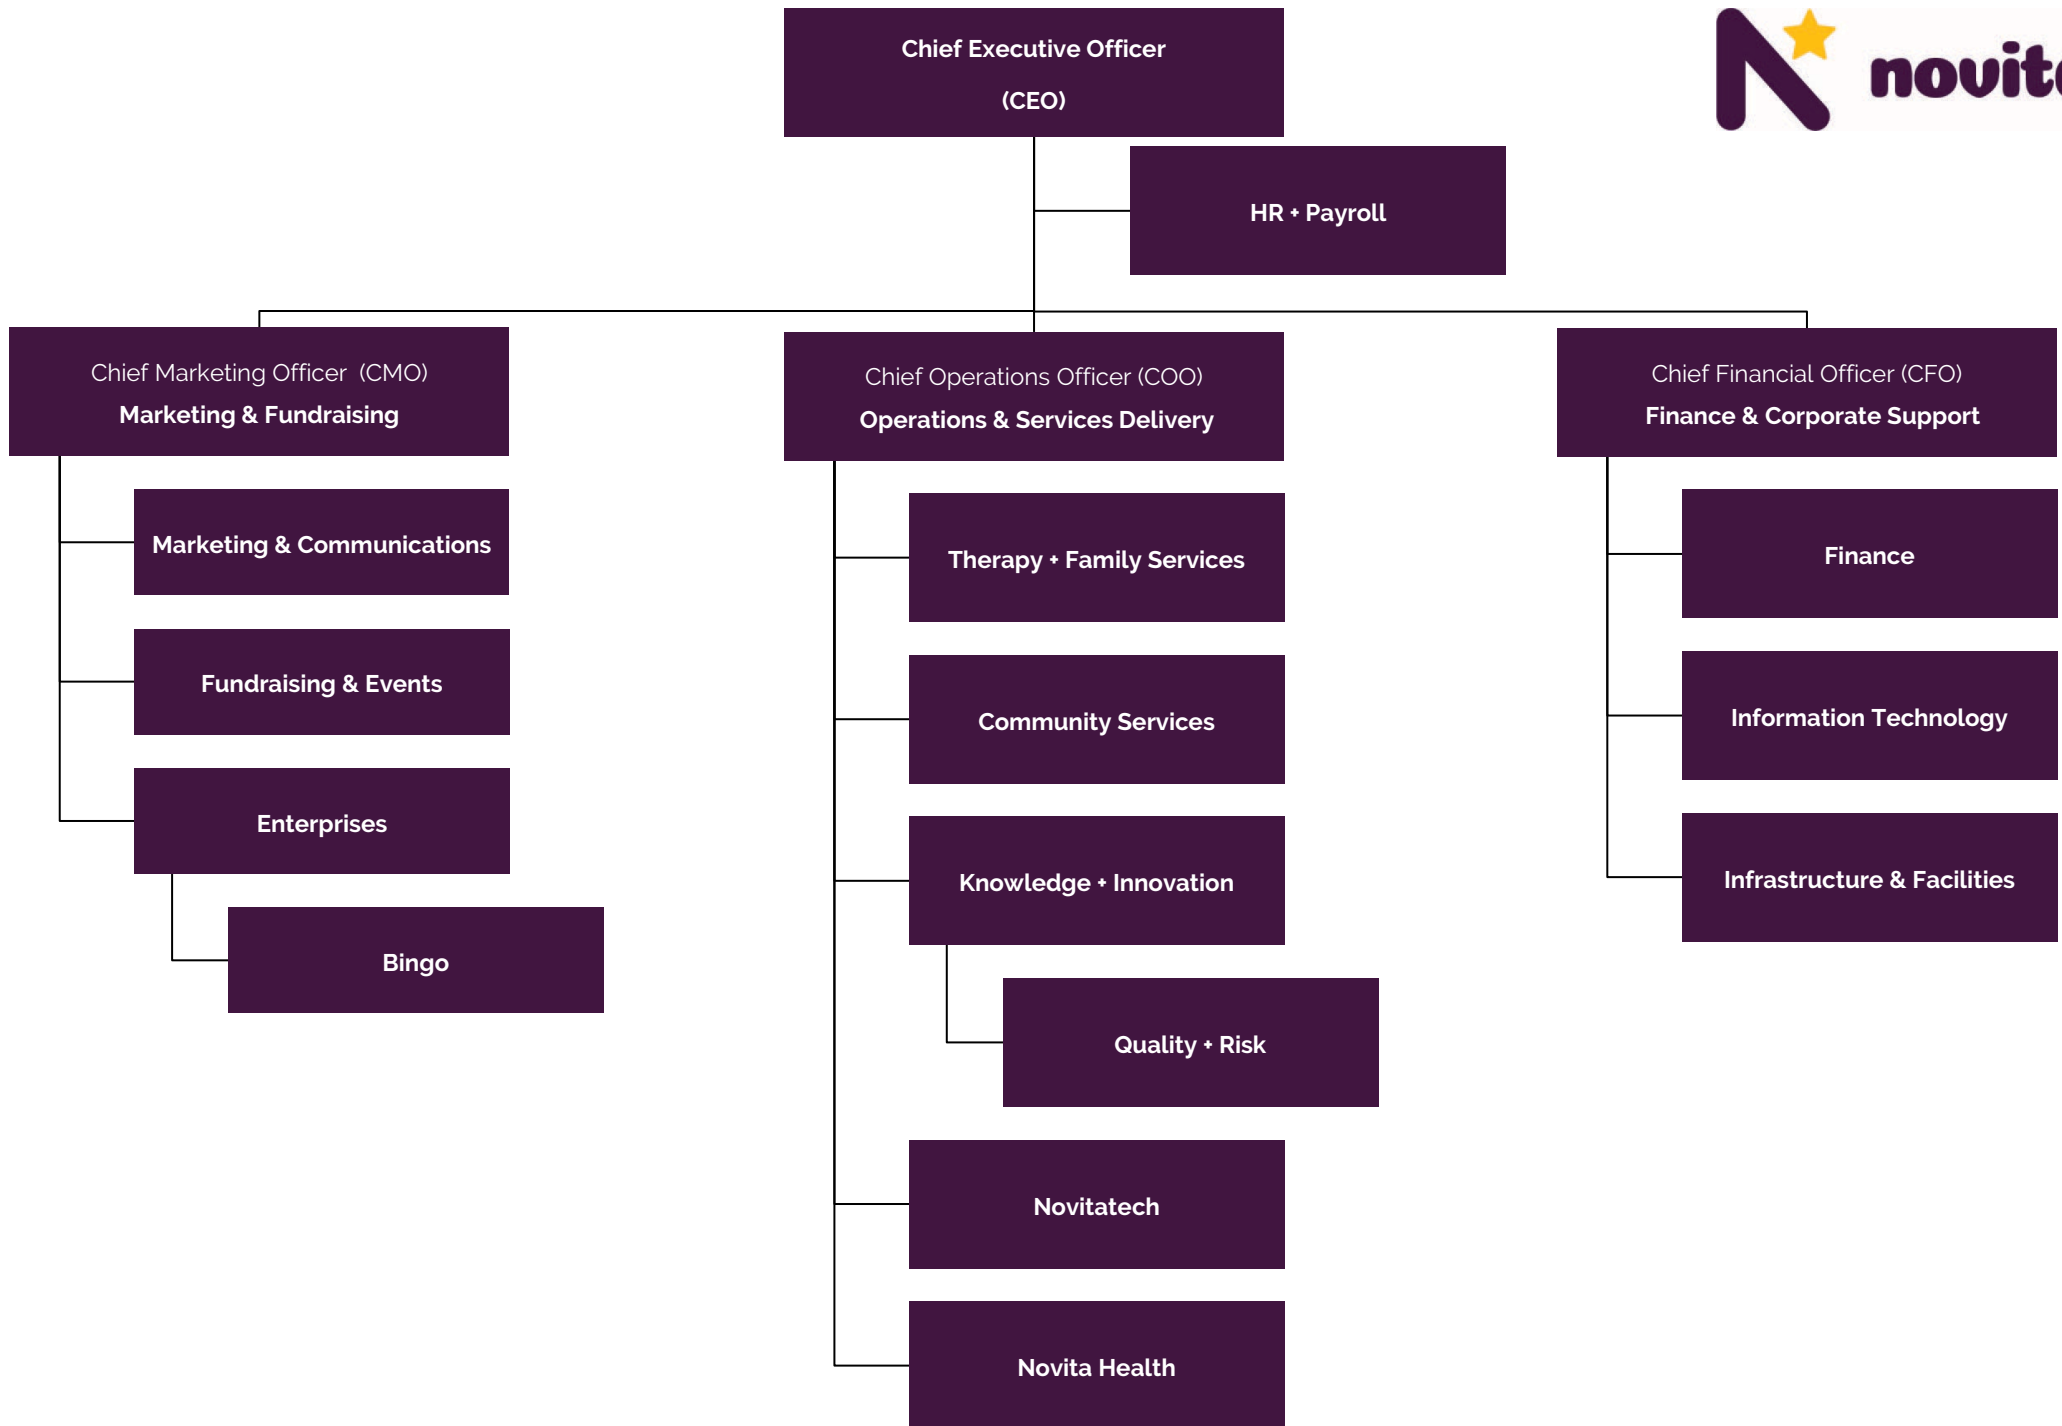 Chief Executive Officer
(CEO)
HR + Payroll
Chief Marketing Officer (CMO)
Marketing & Fundraising
Marketing & Communications
Fundraising & Events
Enterprises
Bingo
Chief Operations Officer (COO)
Operations & Services Delivery
Therapy + Family Services
Community Services
Knowledge + Innovation
Quality + Risk
Novitatech
Novita Health
Chief Financial Officer (CFO)
Finance & Corporate Support
Finance
Information Technology
Infrastructure & Facilities